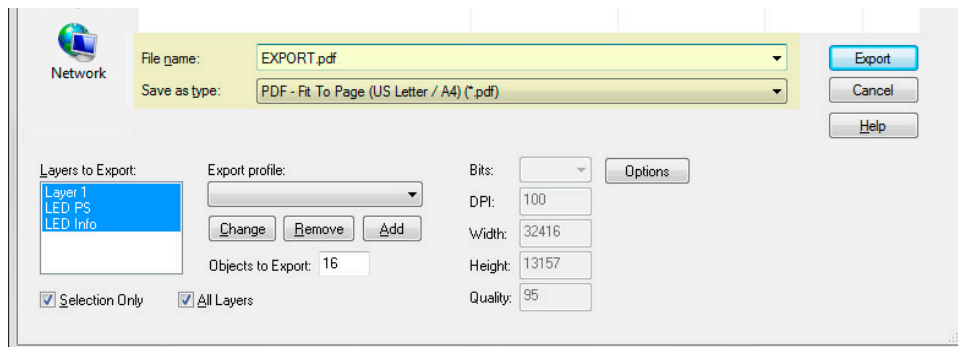 Network
File name:
EXPORT.pdf
Export
Save as type:
PDF - Fit To Page (US Letter / A4) (*.pdf)
Cancel
Help
Layers to Export:
Layer 1
LED PS
LED Info
Export profile:
Change
Remove
Add
Objects to Export:
16
Selection Only
All Layers
Bits:
Options
DPI:
100
Width:
32416
Height:
13157
Quality:
95